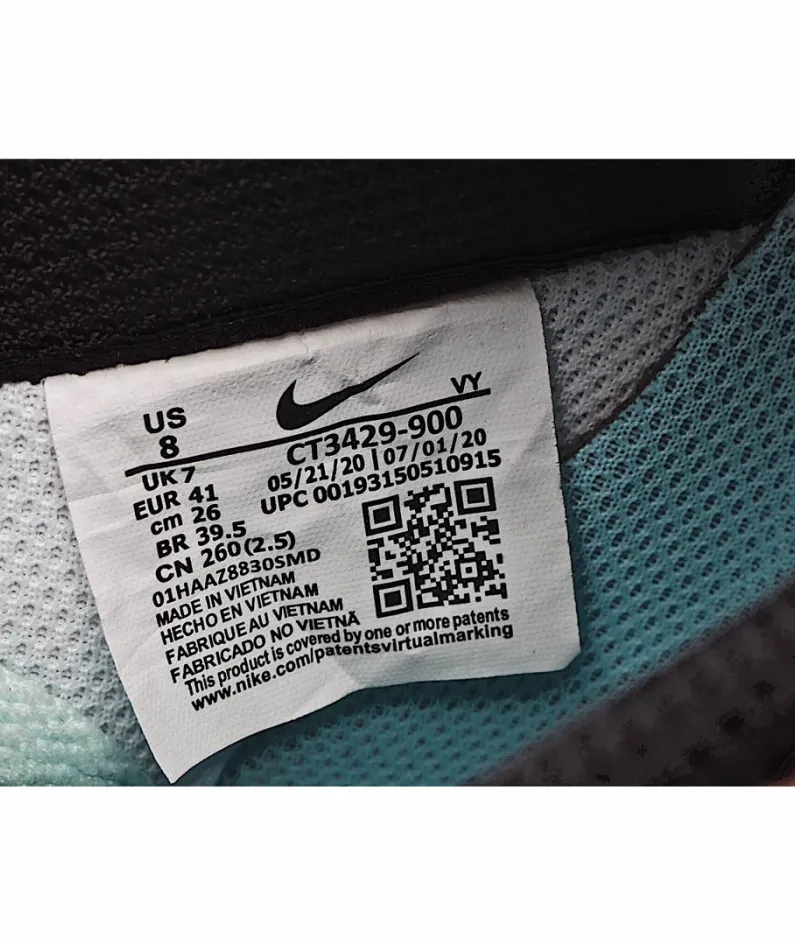 US
8
VY
UK 7
CT3429-900
EUR 41
05/21/20 | 07/01/20
cm 26
UPC 00193150510915
BR 39.5
CN 260(2.5)
01HAAZ8830SMD
MADE IN VIETNAM
HECHO EN VIETNAM
FABRIQUE AU VIETNAM
FABRICADO NO VIETNÃ
This product is covered by one or more patents
www.nike.com/patentsvirtualmarking